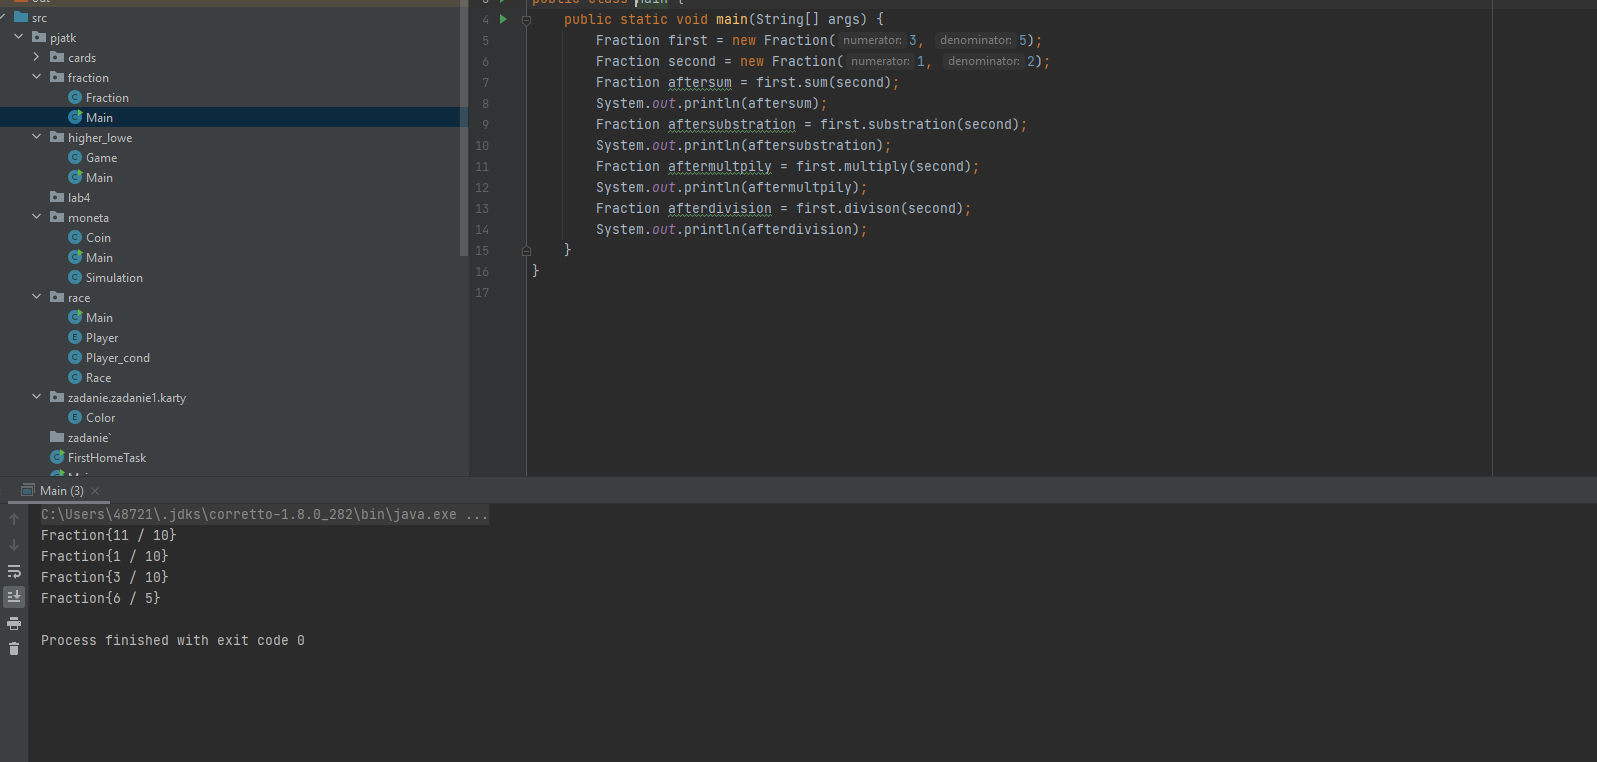 src
pjatk
cards
fraction
Fraction
Main
higher_lowe
Game
Main
lab4
moneta
Coin
Main
Simulation
race
Main
Player
Player_cond
Race
zadanie.zadanie1.karty
Color
zadanie`
FirstHomeTask
4 public static void main(String[] args) {
5 Fraction first = new Fraction( numerator: 3, denominator: 5);
6 Fraction second = new Fraction( numerator: 1, denominator: 2);
7 Fraction aftersum = first.sum(second);
8 System.out.println(aftersum);
9 Fraction aftersubstration = first.substration(second);
10 System.out.println(aftersubstration);
11 Fraction aftermultpily = first.multiply(second);
12 System.out.println(aftermultpily);
13 Fraction afterdivision = first.divison(second);
14 System.out.println(afterdivision);
15 }
16 }
17
Main (3)
C:\Users\48721\.jdks\corretto-1.8.0_282\bin\java.exe ...
Fraction{11 / 10}
Fraction{1 / 10}
Fraction{3 / 10}
Fraction{6 / 5}
Process finished with exit code 0